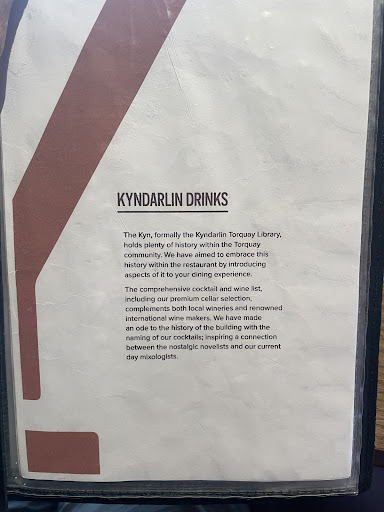 KYNDARLIN DRINKS
The Kyn, formally the Kyndarlin Torquay Library,
holds plenty of history within the Torquay
community. We have aimed to embrace this
history within the restaurant by introducing
aspects of it to your dining experience.
The comprehensive cocktail and wine list,
including our premium cellar selection,
complements both local wineries and renowned
international wine makers. We have made
an ode to the history of the building with the
naming of our cocktails; inspiring a connection
between the nostalgic novelists and our current
day mixologists.